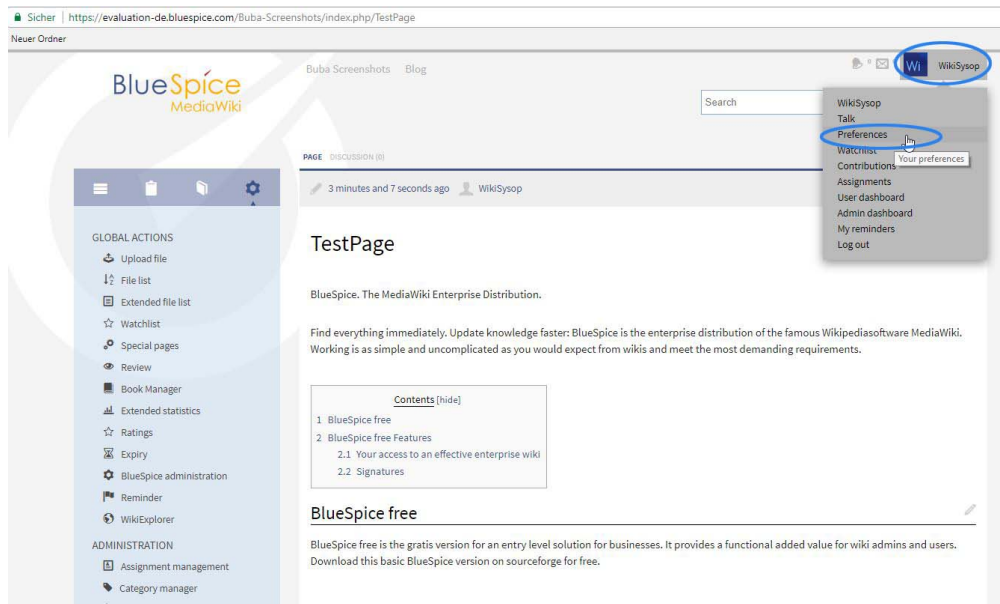 Sicher | https://evaluation-de.bluespice.com/Buba-Screenshots/index.php/TestPage
Neuer Ordner
BlueSpice
MediaWiki
Buba Screenshots Blog
Wi WikiSysop
Search
WikiSysop
Talk
Preferences
Watchlist
Your preferences
Contributions
Assignments
User dashboard
Admin dashboard
My reminders
Log out
PAGE DISCUSSION (0)
3 minutes and 7 seconds ago WikiSysop
GLOBAL ACTIONS
Upload file
File list
Extended file list
Watchlist
Special pages
Review
Book Manager
Extended statistics
Ratings
Expiry
BlueSpice administration
Reminder
WikiExplorer
ADMINISTRATION
Assignment management
Category manager
TestPage
BlueSpice. The MediaWiki Enterprise Distribution.
Find everything immediately. Update knowledge faster: BlueSpice is the enterprise distribution of the famous Wikipediasoftware MediaWiki.
Working is as simple and uncomplicated as you would expect from wikis and meet the most demanding requirements.
Contents [hide]
1 BlueSpice free
2 BlueSpice free Features
2.1 Your access to an effective enterprise wiki
2.2 Signatures
BlueSpice free
BlueSpice free is the gratis version for an entry level solution for businesses. It provides a functional added value for wiki admins and users.
Download this basic BlueSpice version on sourceforge for free.